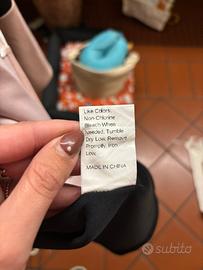 Like Colors.
Non-Chlorine
Bleach When
Needed. Tumble
Dry Low. Remove
Promptly. Iron
Low.
MADE IN CHINA
subito